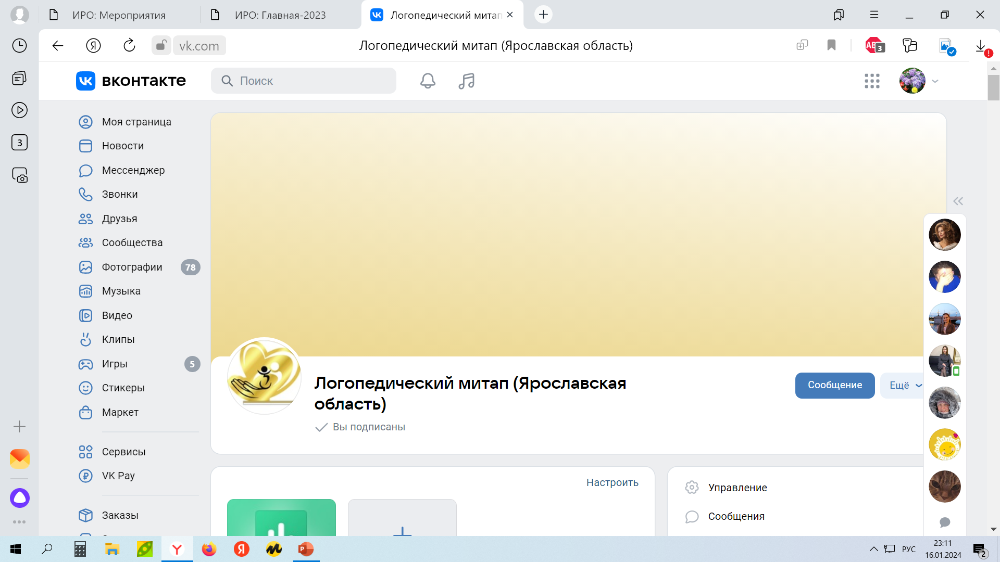 ИРО: Мероприятия
ИРО: Главная-2023
Логопедический митап
vk.com
Логопедический митап (Ярославская область)
3
вконтакте
Поиск
Моя страница
Новости
3
Мессенджер
Звонки
Друзья
Сообщества
Фотографии 78
Музыка
Видео
Клипы
Игры 5
Стикеры
Маркет
Сервисы
VK Pay
Заказы
Логопедический митап (Ярославская
область)
Вы подписаны
Сообщение
Ещё
Настроить
Управление
Сообщения
РУС
23:11
16.01.2024
2